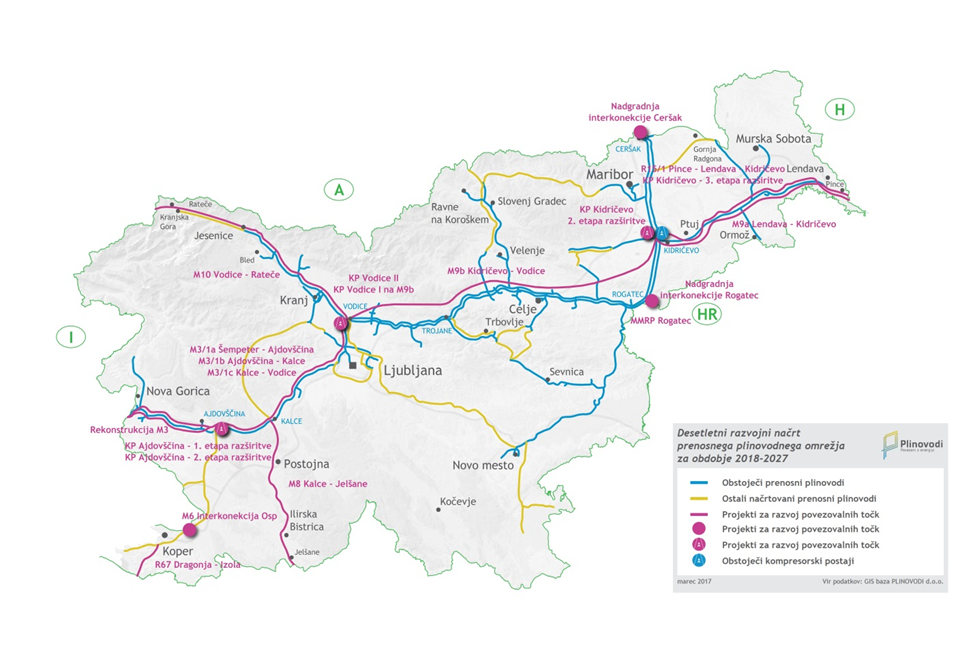 H
Nadgradnja
interkonekcije Ceršak
CERŠAK
Gornja
Radgona
Murska Sobota
R15/1 Pince - Lendava Kidričevo
Lendava
KP Kidričevo - 3. etapa razširitve
Pince
Maribor
A
Ravne
na Koroškem
Slovenj Gradec
KP Kidričevo
2. etapa razširitve
Ptuj
M9a Lendava - Kidričevo
Ormož
KIDRIČEVO
Rateče
Kranjska
Gora
Jesenice
Bled
M10 Vodice - Rateče
Velenje
M9b Kidričevo - Vodice
KP Vodice II
KP Vodice I na M9b
Kranj
VODICE
Nadgradnja
interkonekcije Rogatec
ROGATEC
MMRP Rogatec
HR
Celje
Trbovlje
TROJANE
I
M3/1a Šempeter - Ajdovščina
M3/1b Ajdovščina - Kalce
M3/1c Kalce - Vodice
Ljubljana
Sevnica
Nova Gorica
AJDOVŠČINA
KALCE
Rekonstrukcija M3
KP Ajdovščina - 1. etapa razširitve
KP Ajdovščina - 2. etapa razširitve
Postojna
Novo mesto
M8 Kalce - Jelšane
Kočevje
M6 Interkonekcija Osp
Ilirska
Bistrica
Koper
Jelšane
R67 Dragonja - Izola
Desetletni razvojni načrt
prenosnega plinovodnega omrežja
za obdobje 2018-2027
Plinovodi
Obstoječi prenosni plinovodi
Ostali načrtovani prenosni plinovodi
Projekti za razvoj povezovalnih točk
Projekti za razvoj povezovalnih točk
Projekti za razvoj povezovalnih točk
Obstoječi kompresorski postaji
marec 2017
Vir podatkov: GIS baza PLINOVODI d.o.o.